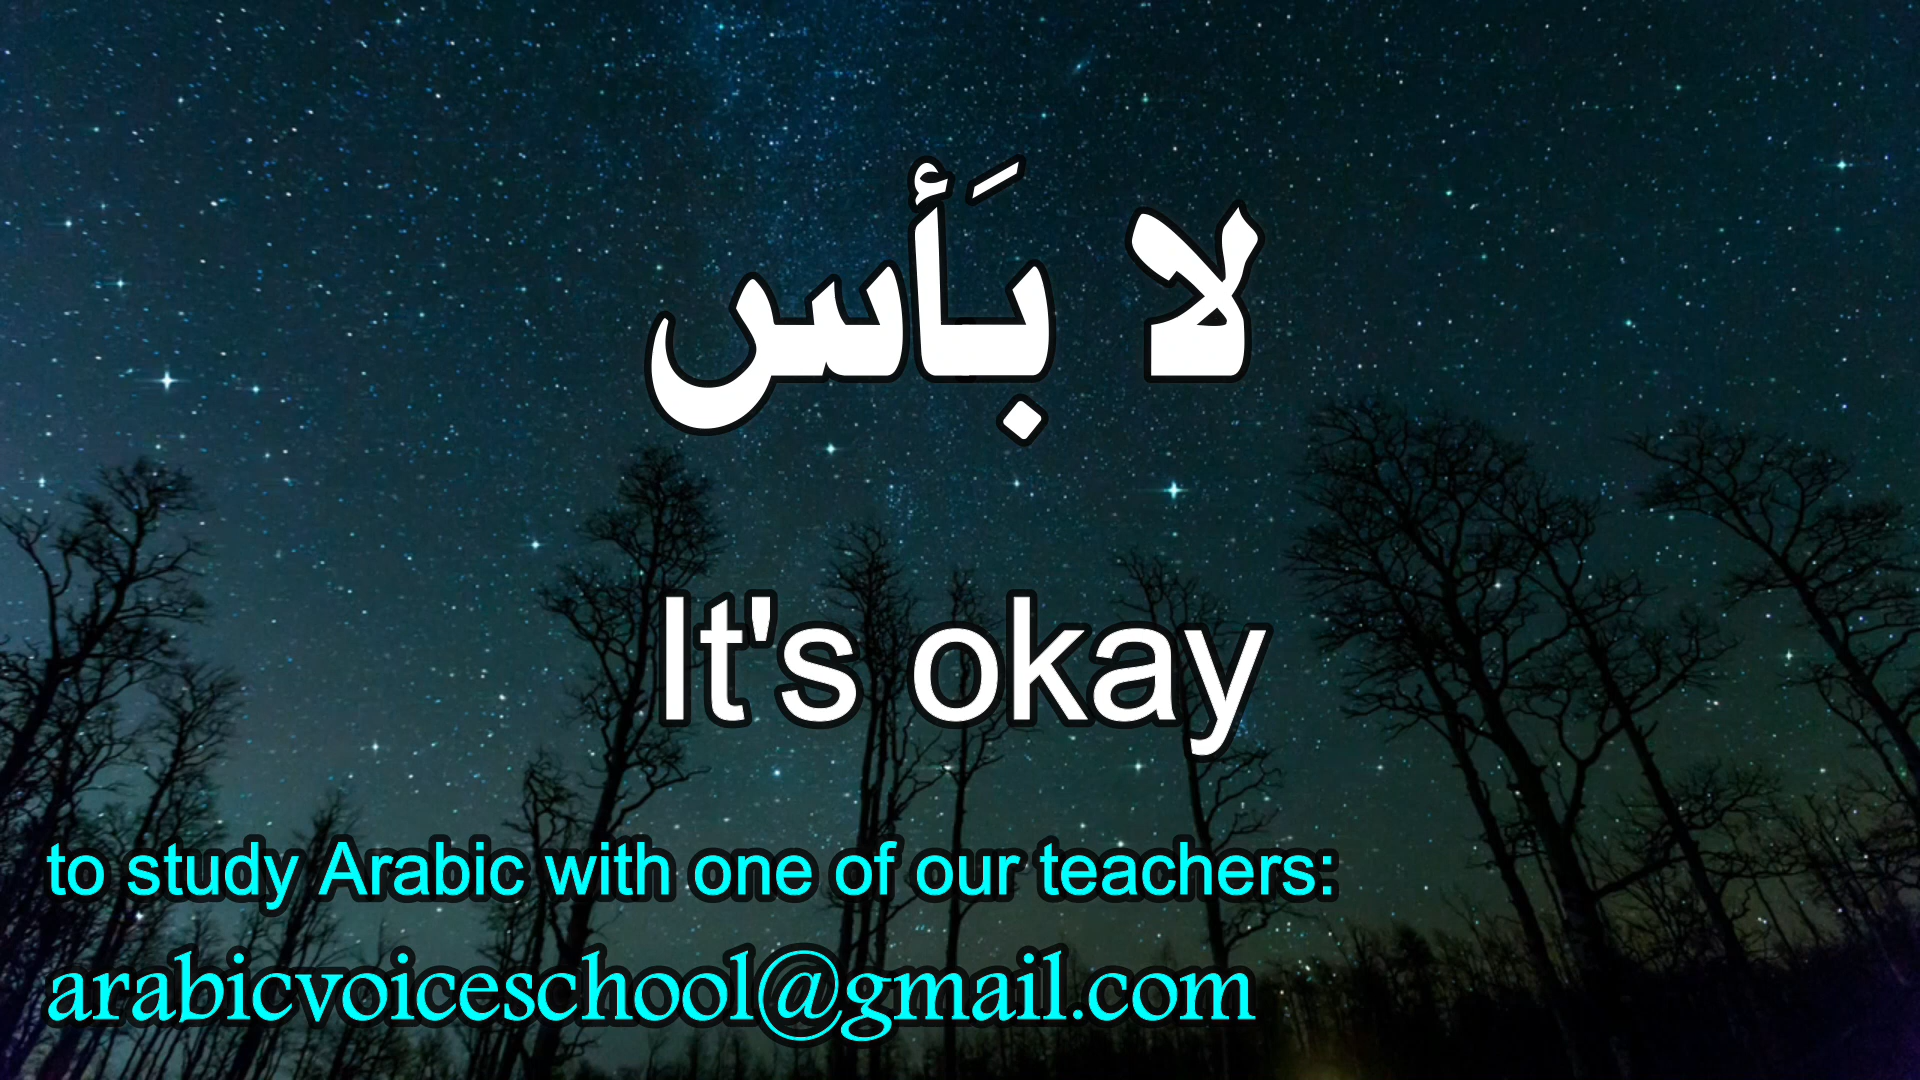 لا بَأس
It's okay
to study Arabic with one of our teachers:
arabicvoiceschool@gmail.com